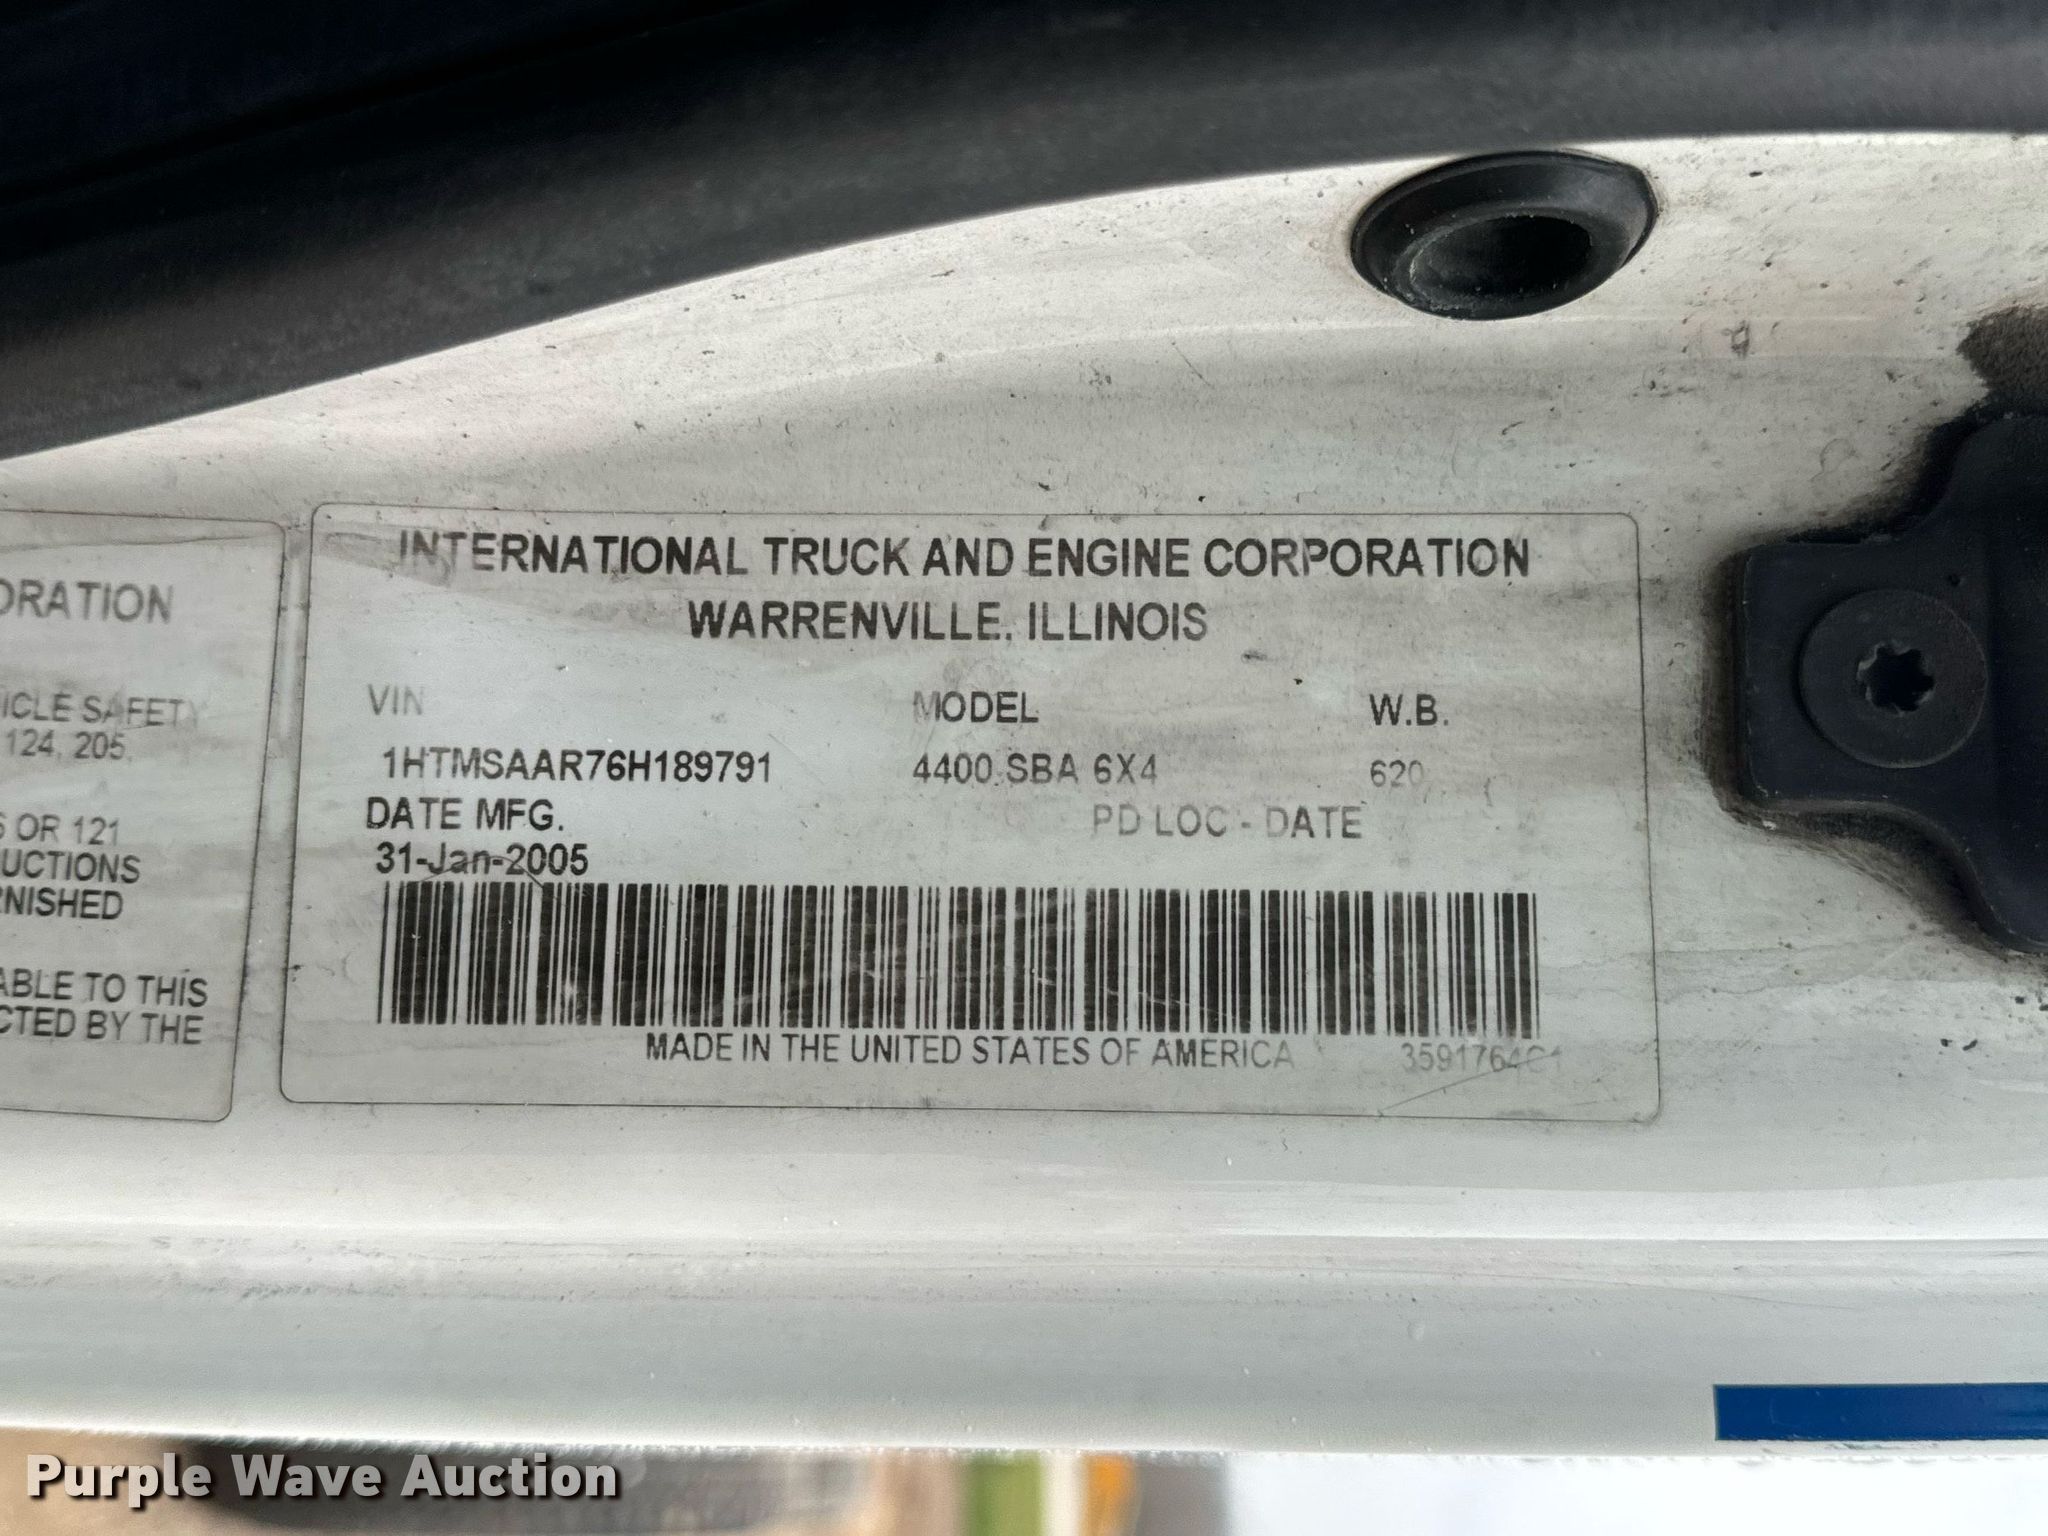 ORATION
ICLE SAFETY
124, 205,
OR 121
UCTIONS
RNISHED
ABLE TO THIS
CTED BY THE
INTERNATIONAL TRUCK AND ENGINE CORPORATION
WARRENVILLE, ILLINOIS
VIN MODEL W.B.
1HTMSAAR76H189791 4400 SBA 6X4 620
DATE MFG. PD LOC - DATE
31-Jan-2005
MADE IN THE UNITED STATES OF AMERICA 3591764C1
Purple Wave Auction